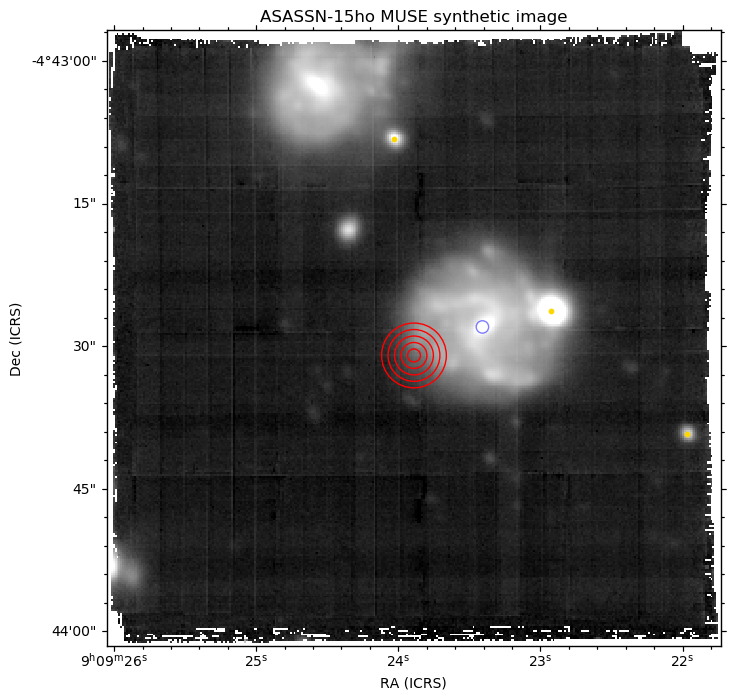 ASASSN-15ho MUSE synthetic image
-4°43'00"
15"
30"
45"
44'00"
Dec (ICRS)
9ʰ09ᵐ26ˢ 25ˢ 24ˢ 23ˢ 22ˢ
RA (ICRS)